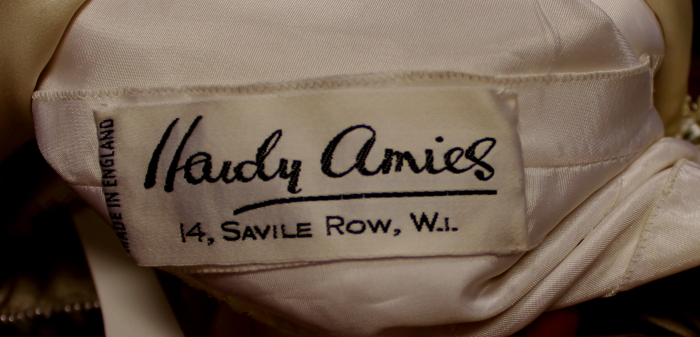 Hardy Amies
14, SAVILE ROW, W.1.
MADE IN ENGLAND